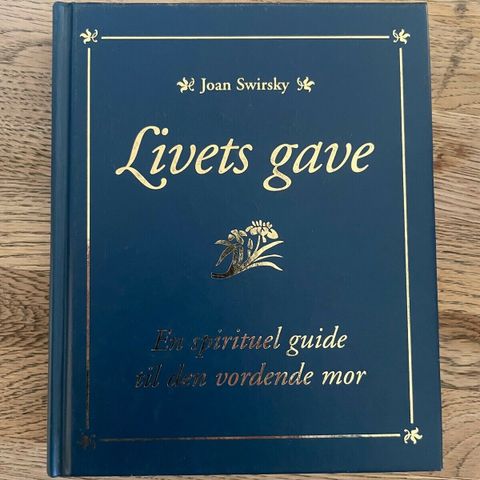 Joan Swirsky
Livets gave
En spirituel guide
til den vordende mor